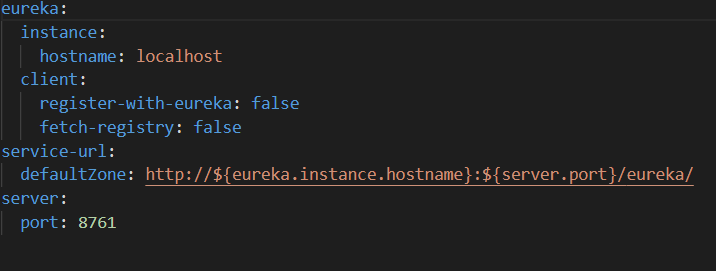 eureka:
  instance:
    hostname: localhost
  client:
    register-with-eureka: false
    fetch-registry: false
service-url:
  defaultZone: http://${eureka.instance.hostname}:${server.port}/eureka/
server:
  port: 8761